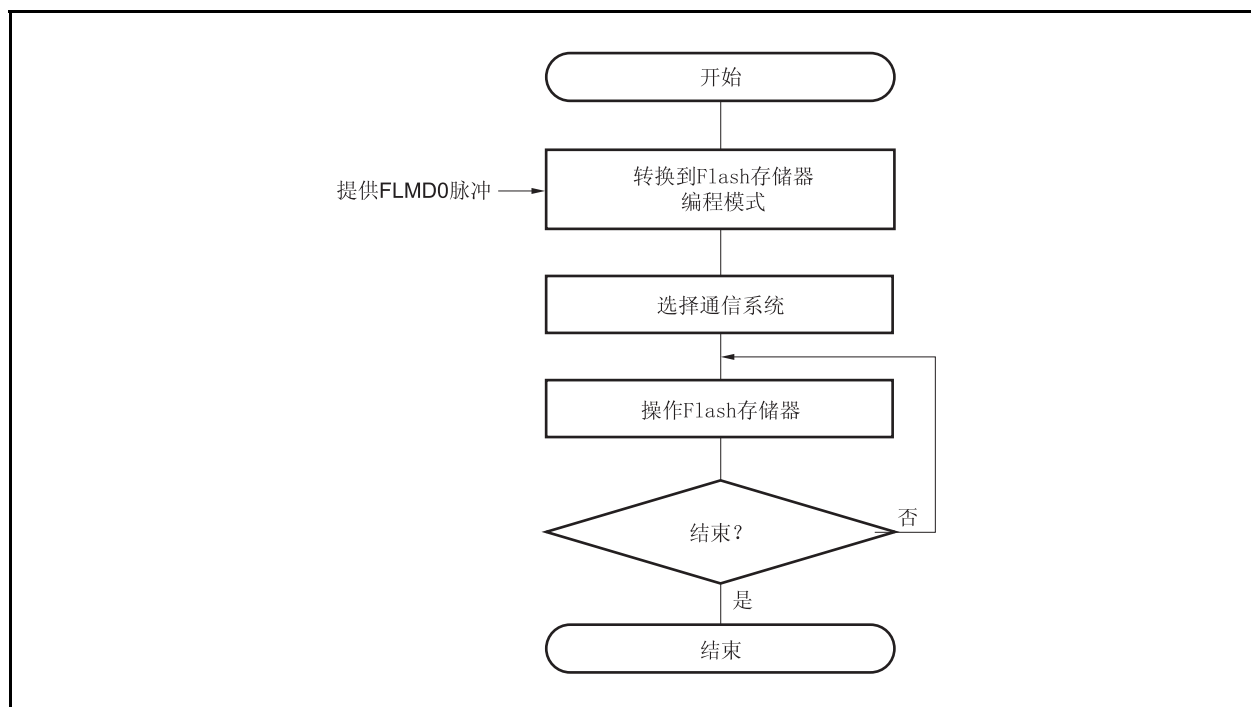 开始
提供FLMD0脉冲
转换到Flash存储器
编程模式
选择通信系统
操作Flash存储器
结束?
否
是
结束